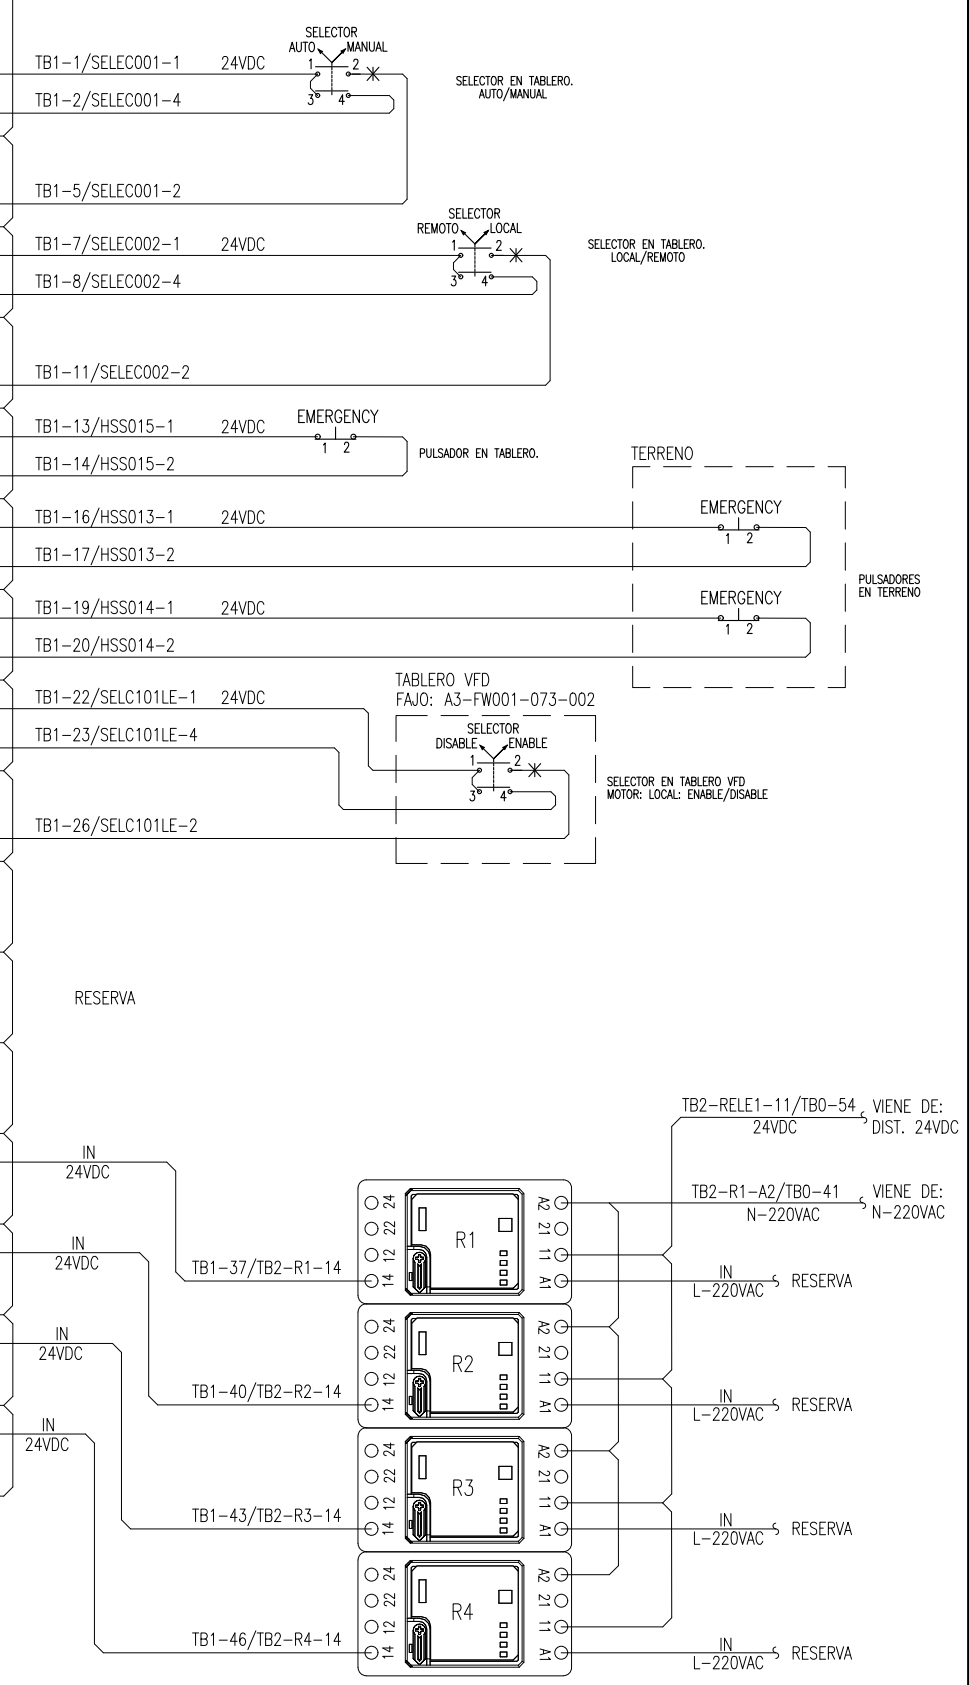 SELECTOR
AUTO MANUAL
TB1-1/SELEC001-1 24VDC 1 2
SELECTOR EN TABLERO.
AUTO/MANUAL
TB1-2/SELEC001-4 3 4
TB1-5/SELEC001-2
SELECTOR
REMOTO LOCAL
TB1-7/SELEC002-1 24VDC 1 2
SELECTOR EN TABLERO.
LOCAL/REMOTO
TB1-8/SELEC002-4 3 4
TB1-11/SELEC002-2
EMERGENCY
TB1-13/HSS015-1 24VDC
1 2
PULSADOR EN TABLERO.
TB1-14/HSS015-2
TERRENO
EMERGENCY
TB1-16/HSS013-1 24VDC
1 2
TB1-17/HSS013-2
PULSADORES
EN TERRENO
EMERGENCY
TB1-19/HSS014-1 24VDC
1 2
TB1-20/HSS014-2
TABLERO VFD
FAJO: A3-FW001-073-002
TB1-22/SELC101LE-1 24VDC
SELECTOR
DISABLE ENABLE
TB1-23/SELC101LE-4
1 2
3 4
SELECTOR EN TABLERO VFD
MOTOR: LOCAL: ENABLE/DISABLE
TB1-26/SELC101LE-2
RESERVA
TB2-RELE1-11/TB0-54
24VDC
VIENE DE:
DIST. 24VDC
IN
24VDC
TB2-R1-A2/TB0-41
N-220VAC
VIENE DE:
N-220VAC
24 A2
22 R1 21
12 11
14 A1
IN
24VDC
TB1-37/TB2-R1-14
IN
L-220VAC
RESERVA
24 A2
22 R2 21
12 11
14 A1
IN
24VDC
TB1-40/TB2-R2-14
IN
L-220VAC
RESERVA
IN
24VDC
24 A2
22 R3 21
12 11
14 A1
TB1-43/TB2-R3-14
IN
L-220VAC
RESERVA
24 A2
22 R4 21
12 11
14 A1
TB1-46/TB2-R4-14
IN
L-220VAC
RESERVA